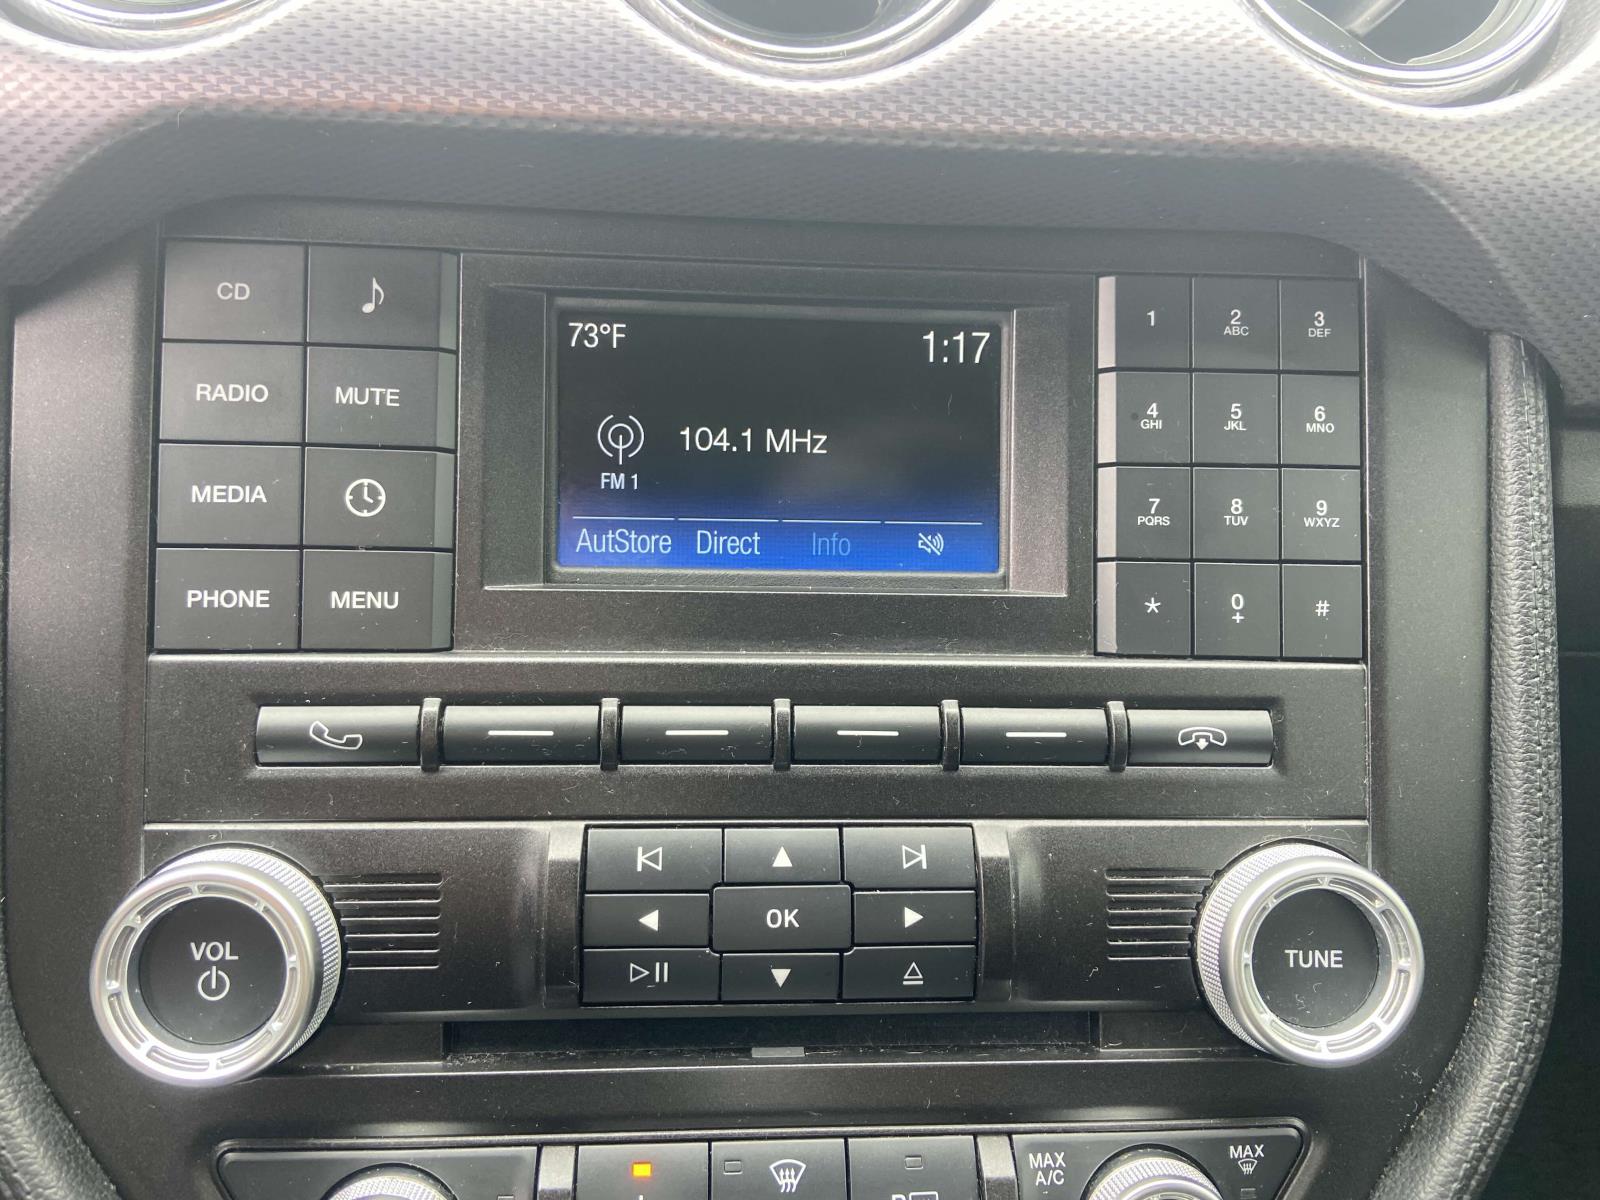 CD
RADIO MUTE
MEDIA
PHONE MENU
73°F 1:17
104.1 MHz
FM 1
AutStore Direct Info
1 2 3
ABC DEF
4 5 6
GHI JKL MNO
7 8 9
PQRS TUV WXYZ
* 0 #
+
VOL
OK
TUNE
MAX
A/C
MAX